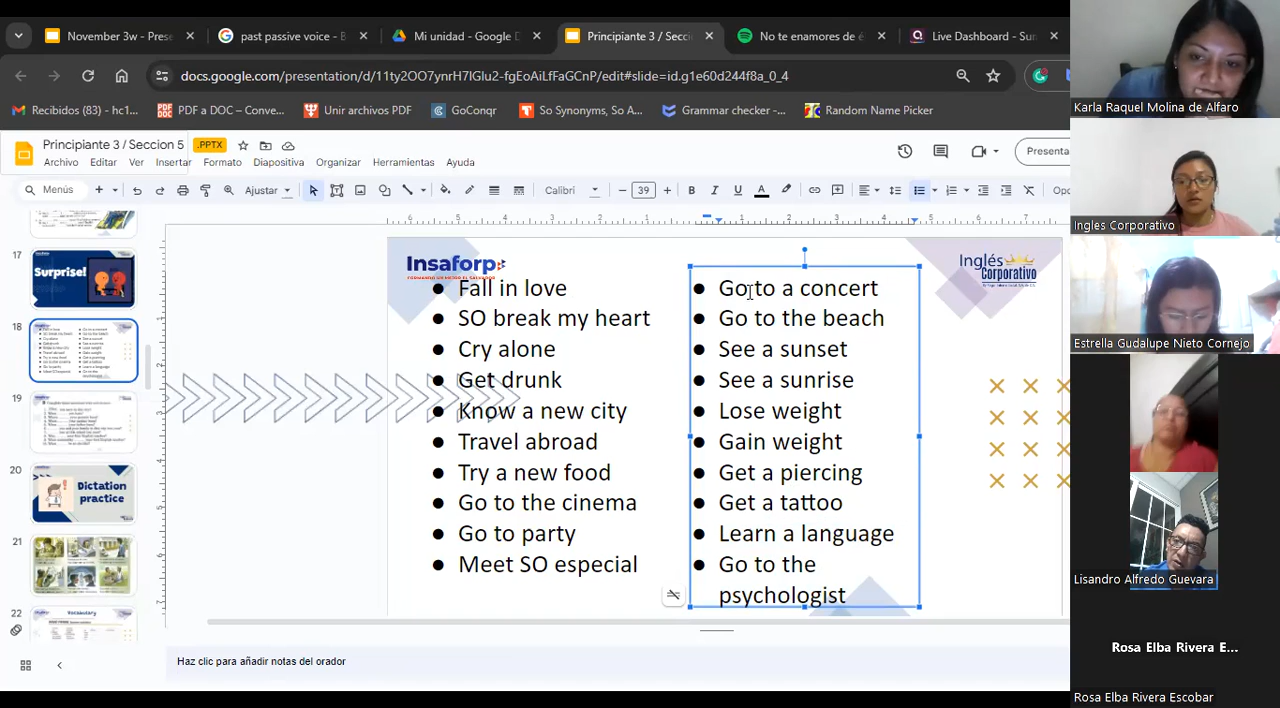 November 3w - Prese
past passive voice - B
Mi unidad - Google D
Principiante 3 / Secci
No te enamores de é
Live Dashboard - Sur
docs.google.com/presentation/d/11ty2OO7ynrH7lGlu2-fgEoAiLfFaGCnP/edit#slide=id.g1e60d244f8a_0_4
Recibidos (83) - hc1...
PDF a DOC – Conve...
Unir archivos PDF
GoConqr
So Synonyms, So A...
Grammar checker -...
Random Name Picker
Principiante 3 / Seccion 5
.PPTX
Archivo Editar Ver Insertar Formato Diapositiva Organizar Herramientas Ayuda
Presenta
Menús
Ajustar
Calibri
39
Opc
17
Surprise!
18
19
20
Dictation
practice
21
22
Vocabulary
Insaforp
Inglés
Corporativo
Fall in love
SO break my heart
Cry alone
Get drunk
Know a new city
Travel abroad
Try a new food
Go to the cinema
Go to party
Meet SO especial
Go to a concert
Go to the beach
See a sunset
See a sunrise
Lose weight
Gain weight
Get a piercing
Get a tattoo
Learn a language
Go to the
psychologist
Haz clic para añadir notas del orador
Karla Raquel Molina de Alfaro
Ingles Corporativo
Estrella Gudalupe Nieto Cornejo
Lisandro Alfredo Guevara
Rosa Elba Rivera E...
Rosa Elba Rivera Escobar